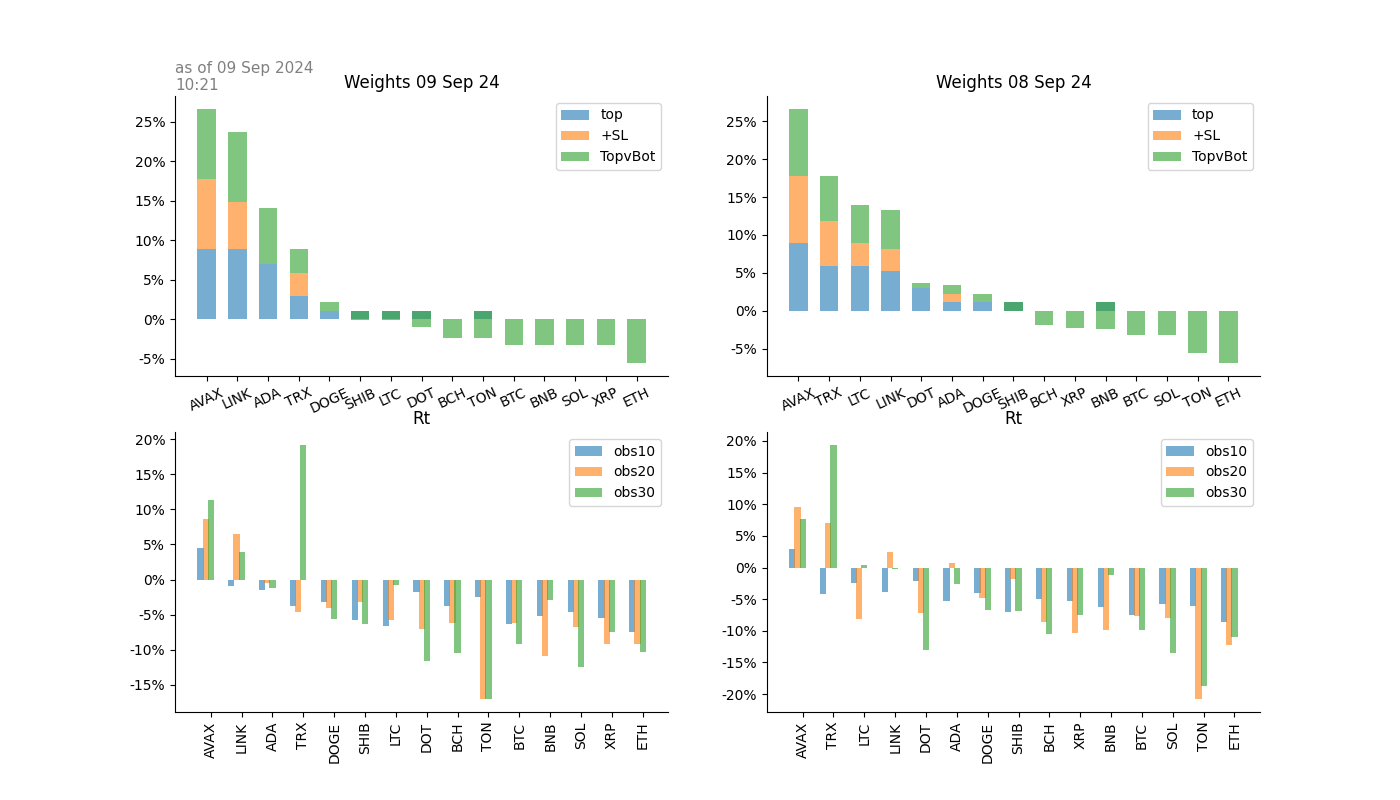 as of 09 Sep 2024
10:21
Weights 09 Sep 24
25%
20%
15%
10%
5%
0%
-5%
top
+SL
TopvBot
AVAX LINK ADA TRX DOGE SHIB LTC DOT BCH TON BTC BNB SOL XRP ETH
Weights 08 Sep 24
25%
20%
15%
10%
5%
0%
-5%
top
+SL
TopvBot
AVAX TRX LTC LINK DOT ADA DOGE SHIB BCH XRP BNB BTC SOL TON ETH
Rt
20%
15%
10%
5%
0%
-5%
-10%
-15%
obs10
obs20
obs30
AVAX LINK ADA TRX DOGE SHIB LTC DOT BCH TON BTC BNB SOL XRP ETH
Rt
20%
15%
10%
5%
0%
-5%
-10%
-15%
-20%
obs10
obs20
obs30
AVAX TRX LTC LINK DOT ADA DOGE SHIB BCH XRP BNB BTC SOL TON ETH